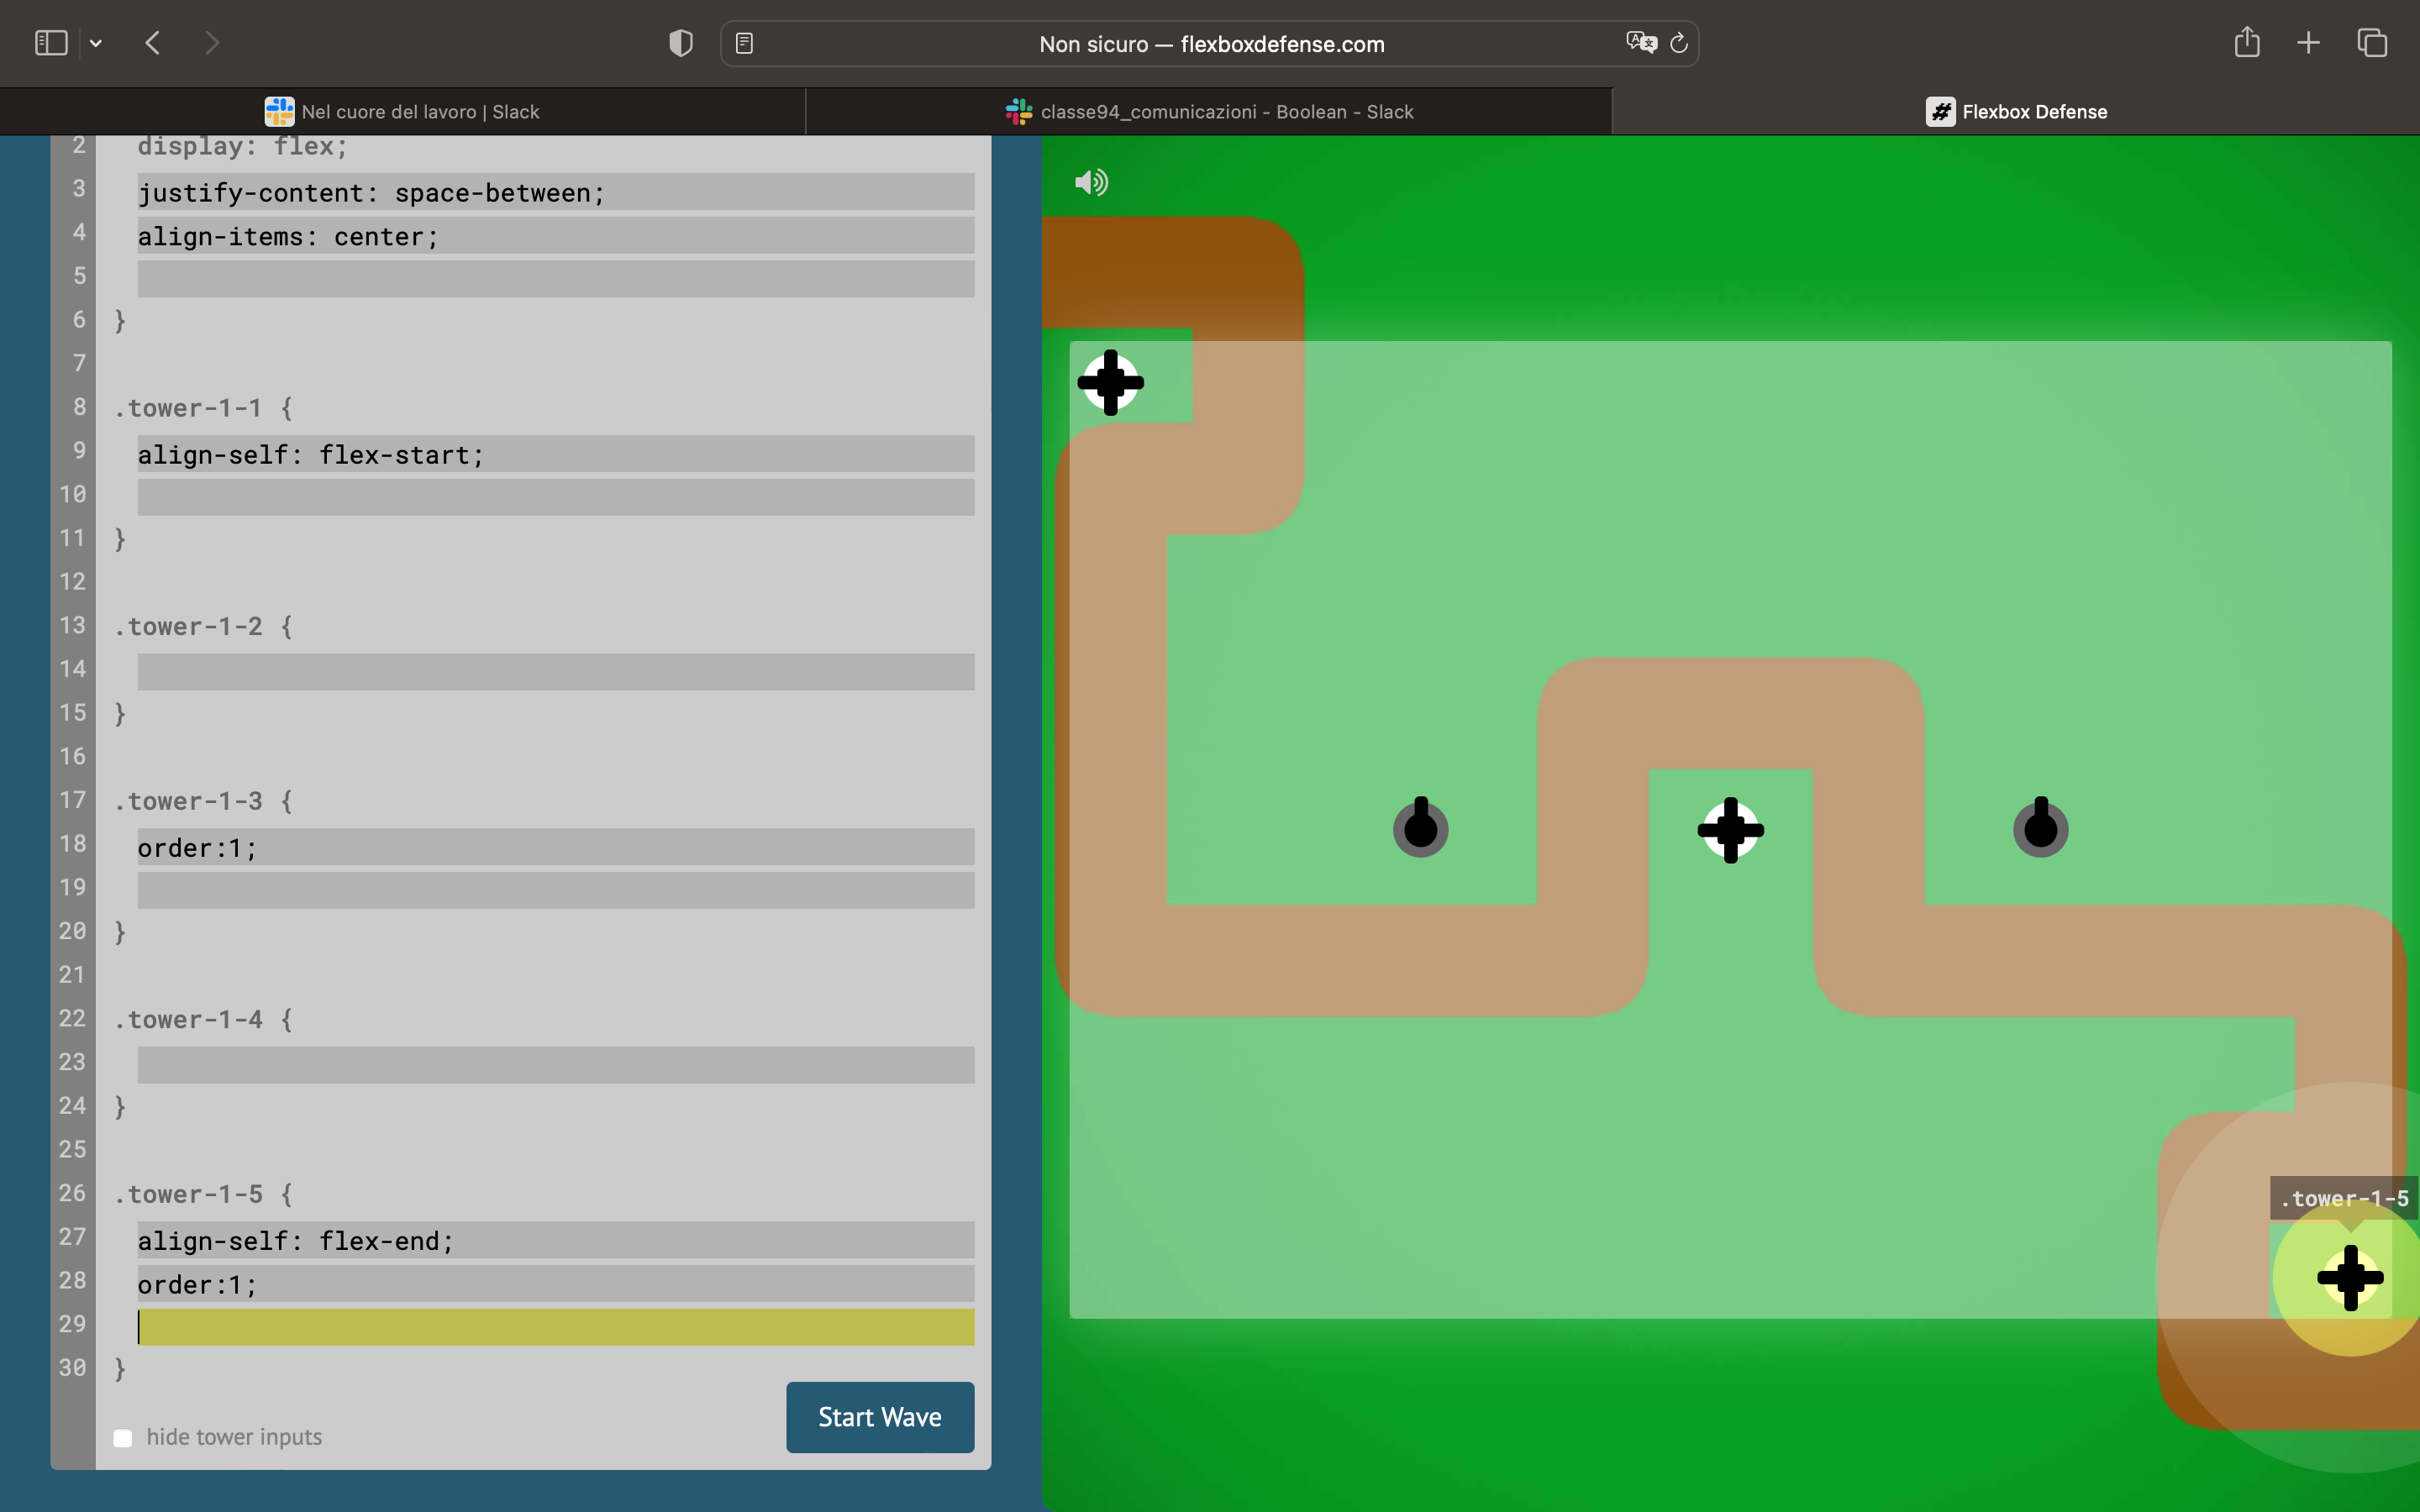 Non sicuro — flexboxdefense.com
Nel cuore del lavoro | Slack
classe94_comunicazioni - Boolean - Slack
Flexbox Defense
2 display: flex;
3 justify-content: space-between;
4 align-items: center;
5
6 }
7
8 .tower-1-1 {
9 align-self: flex-start;
10
11 }
12
13 .tower-1-2 {
14
15 }
16
17 .tower-1-3 {
18 order:1;
19
20 }
21
22 .tower-1-4 {
23
24 }
25
26 .tower-1-5 {
27 align-self: flex-end;
28 order:1;
29
30 }
hide tower inputs
Start Wave
.tower-1-5